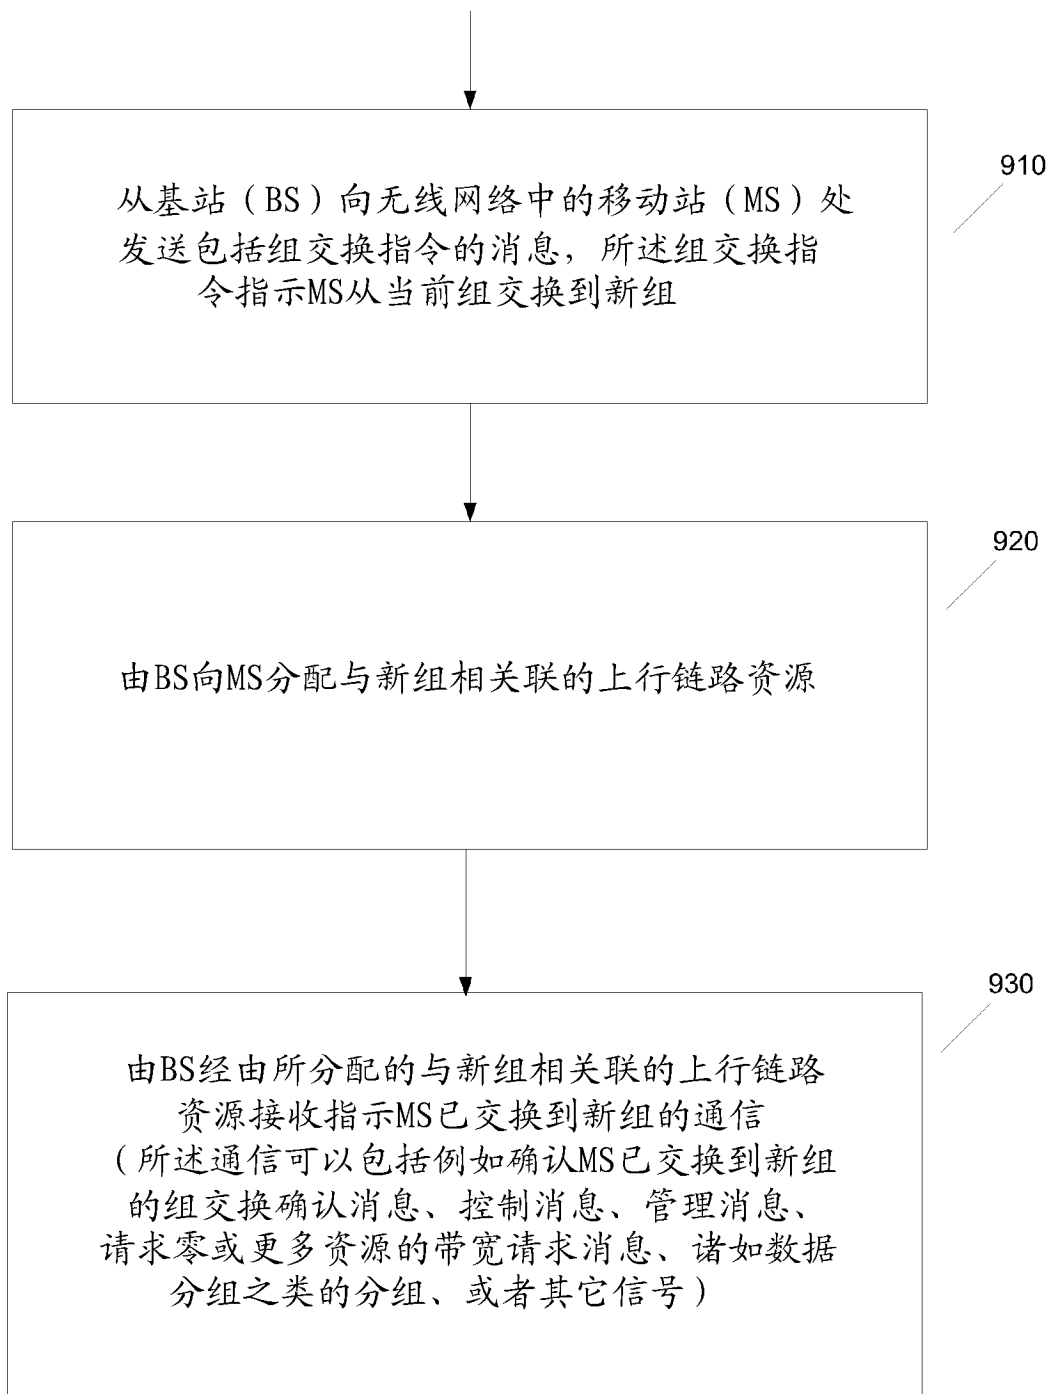 910
从基站（BS）向无线网络中的移动站（MS）处
发送包括组交换指令的消息，所述组交换指
令指示MS从当前组交换到新组
920
由BS向MS分配与新组相关联的上行链路资源
930
由BS经由所分配的与新组相关联的上行链路
资源接收指示MS已交换到新组的通信
（所述通信可以包括例如确认MS已交换到新组
的组交换确认消息、控制消息、管理消息、
请求零或更多资源的带宽请求消息、诸如数据
分组之类的分组、或者其它信号）